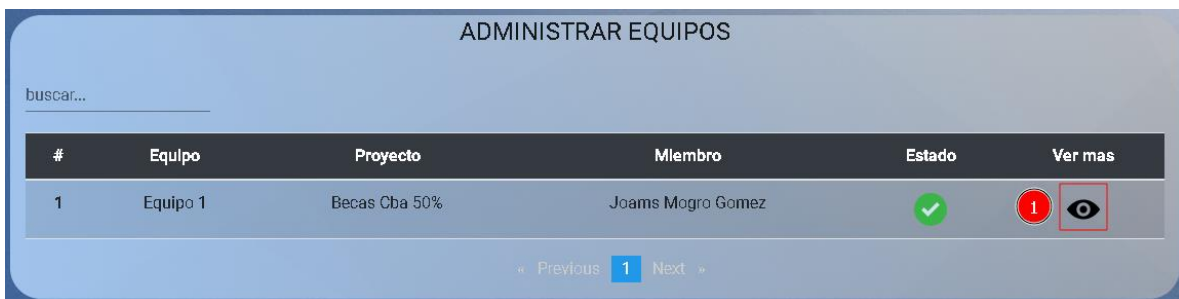 ADMINISTRAR EQUIPOS
buscar...
# Equipo Proyecto Miembro Estado Ver mas
1 Equipo 1 Becas Cba 50% Joams Mogro Gomez 1
« Previous 1 Next »